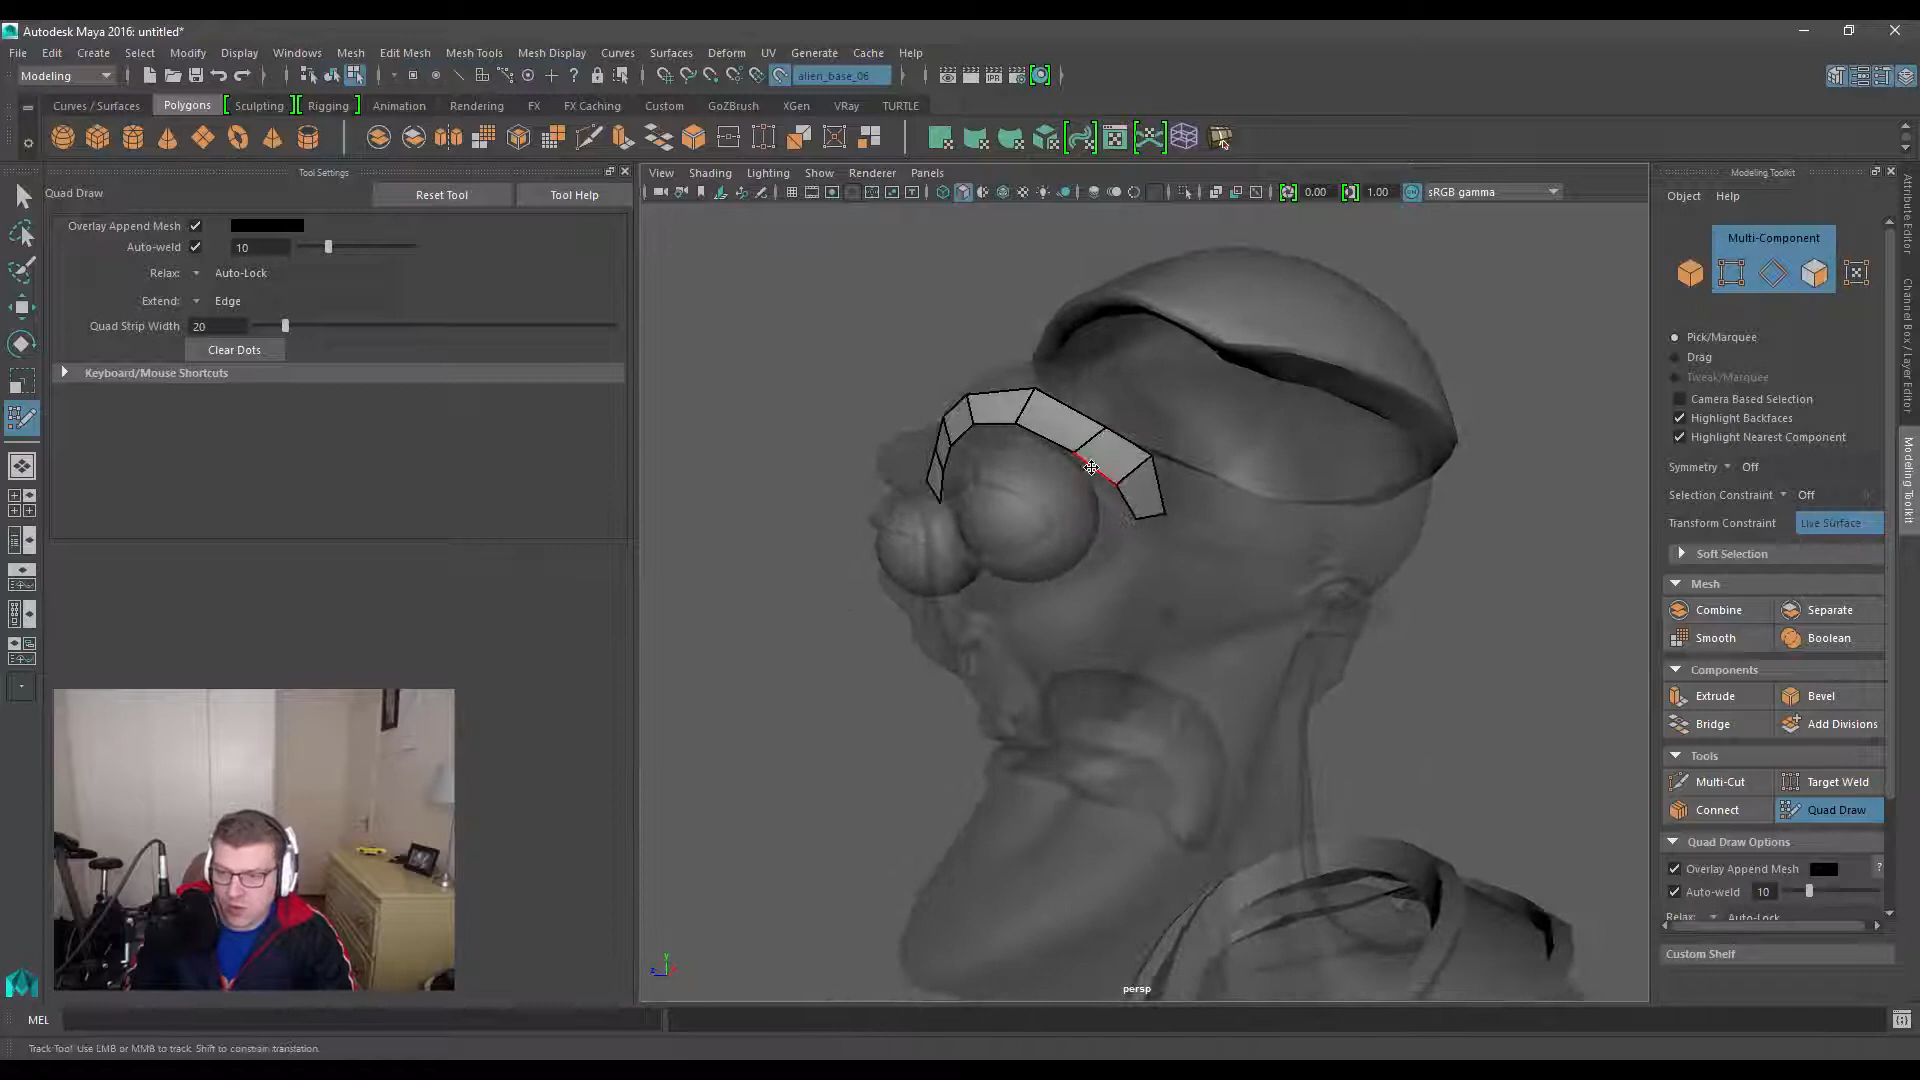 Autodesk Maya 2016: untitled*
File Edit Create Select Modify Display Windows Mesh Edit Mesh Mesh Tools Mesh Display Curves Surfaces Deform UV Generate Cache Help
Modeling alien_base_06
Curves / Surfaces Polygons Sculpting Rigging Animation Rendering FX FX Caching Custom GoZBrush XGen VRay TURTLE
Tool Settings
Quad Draw Reset Tool Tool Help
Overlay Append Mesh
Auto-weld 10
Relax: Auto-Lock
Extend: Edge
Quad Strip Width 20
Clear Dots
Keyboard/Mouse Shortcuts
View Shading Lighting Show Renderer Panels
0.00 1.00 sRGB gamma
persp
Modeling Toolkit
Object Help
Multi-Component
Pick/Marquee
Drag
Tweak/Marquee
Camera Based Selection
Highlight Backfaces
Highlight Nearest Component
Symmetry Off
Selection Constraint Off
Transform Constraint Live Surface
Soft Selection
Mesh
Combine Separate
Smooth Boolean
Components
Extrude Bevel
Bridge Add Divisions
Tools
Multi-Cut Target Weld
Connect Quad Draw
Quad Draw Options
Overlay Append Mesh ?
Auto-weld 10
Relax: Auto-Lock
Custom Shelf
Attribute Editor
Channel Box / Layer Editor
Modeling Toolkit
MEL
Track Tool: Use LMB or MMB to track. Shift to constrain translation.